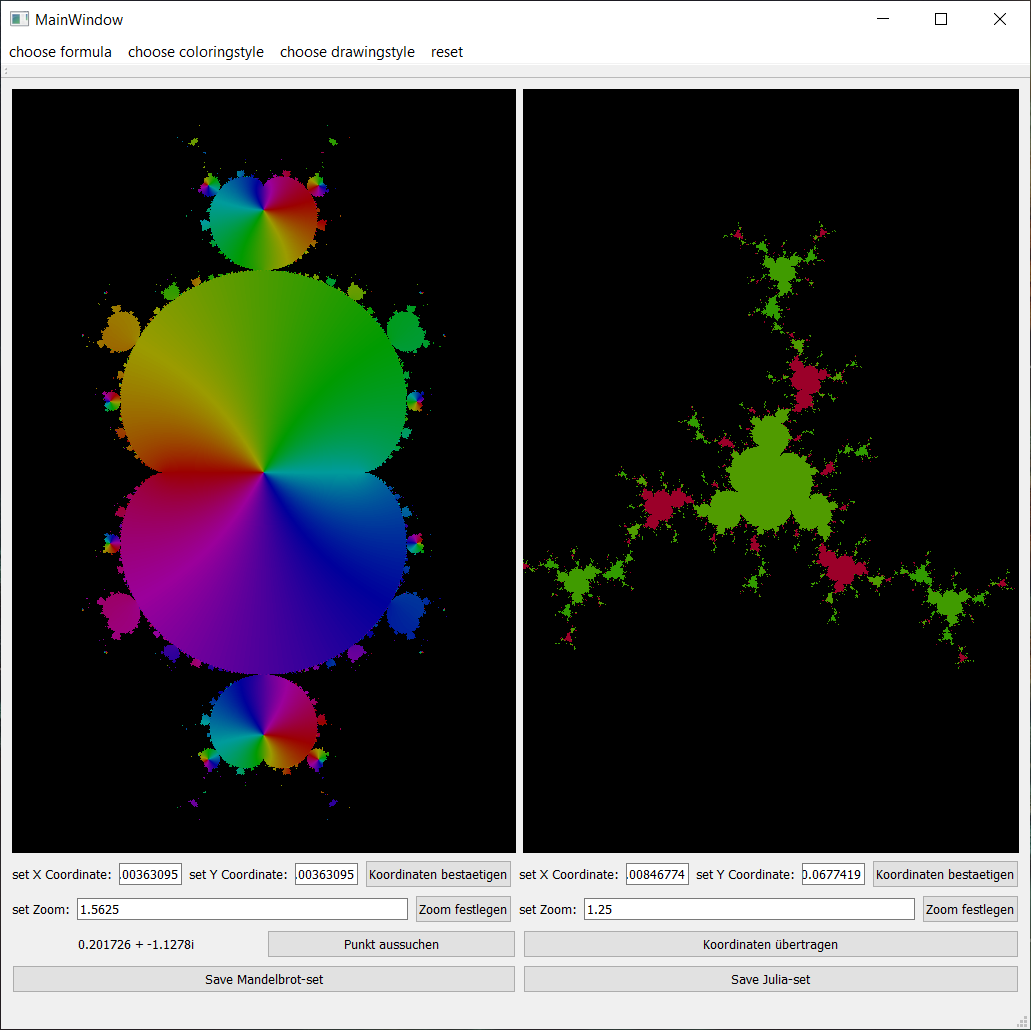 MainWindow
choose formula choose coloringstyle choose drawingstyle reset
set X Coordinate: .00363095 set Y Coordinate: .00363095 Koordinaten bestaetigen set X Coordinate: .00846774 set Y Coordinate: 0.0677419 Koordinaten bestaetigen
set Zoom: 1.5625 Zoom festlegen set Zoom: 1.25 Zoom festlegen
0.201726 + -1.1278i Punkt aussuchen Koordinaten übertragen
Save Mandelbrot-set Save Julia-set